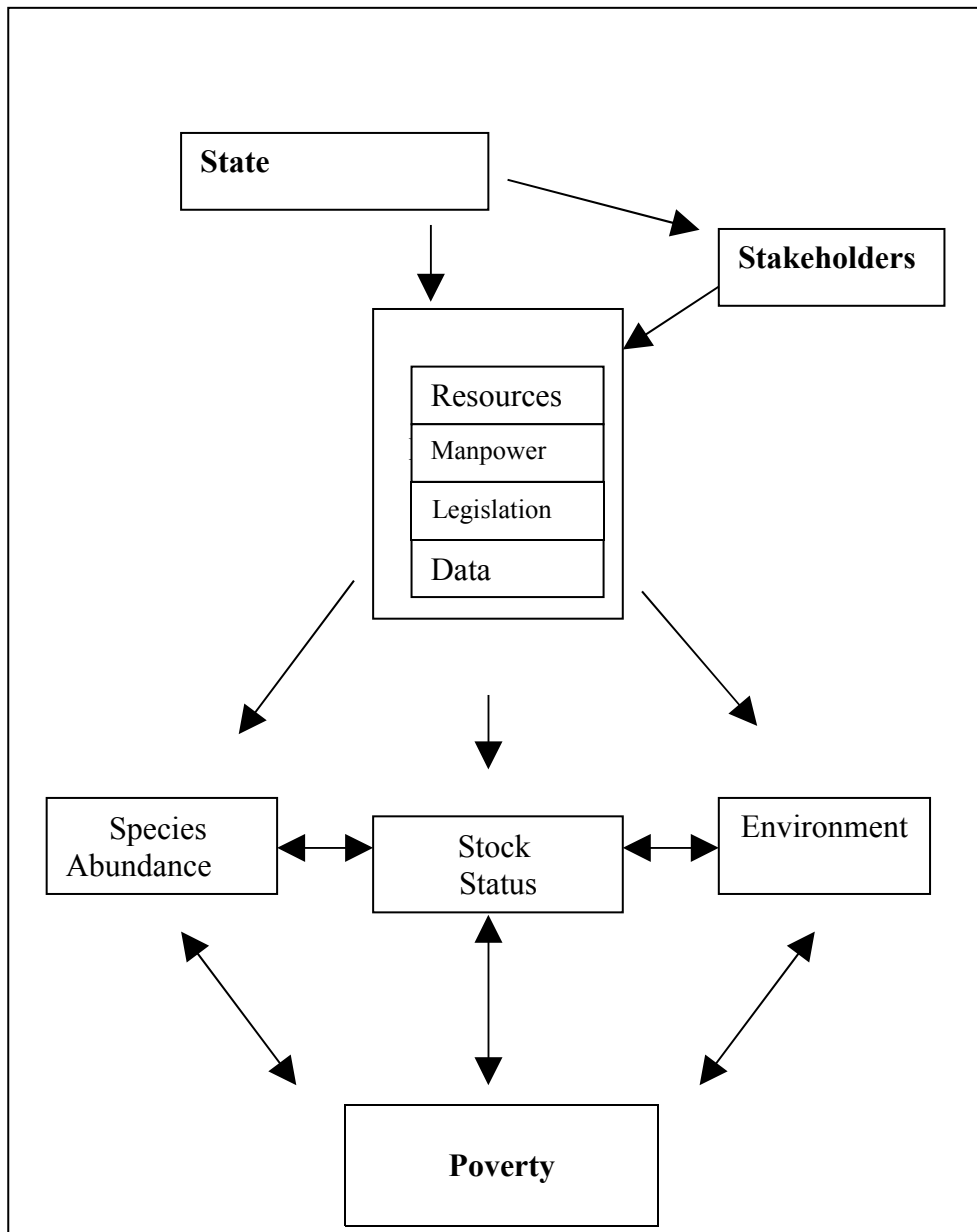 State
Stakeholders
Resources
Manpower
Legislation
Data
Species
Abundance
Stock
Status
Environment
Poverty